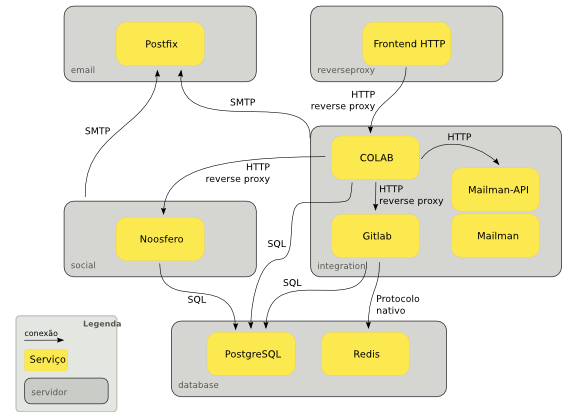 Postfix
email
Frontend HTTP
reverseproxy
HTTP
reverse proxy
SMTP
SMTP
HTTP
COLAB
HTTP
reverse proxy
HTTP
reverse proxy
Mailman-API
Noosfero
social
Gitlab
Mailman
integration
SQL
SQL
SQL
Protocolo
nativo
PostgreSQL
Redis
database
Legenda
conexão
Serviço
servidor